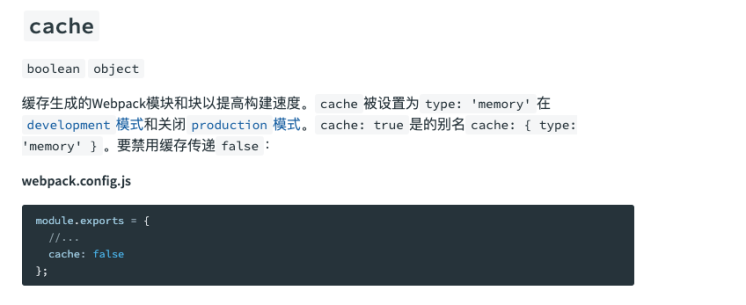 cache
boolean object
缓存生成的Webpack模块和块以提高构建速度。 cache 被设置为 type: 'memory' 在
development 模式和关闭 production 模式。 cache: true 是的别名 cache: { type:
'memory' } 。要禁用缓存传递 false ：
webpack.config.js
module.exports = {
//...
cache: false
};